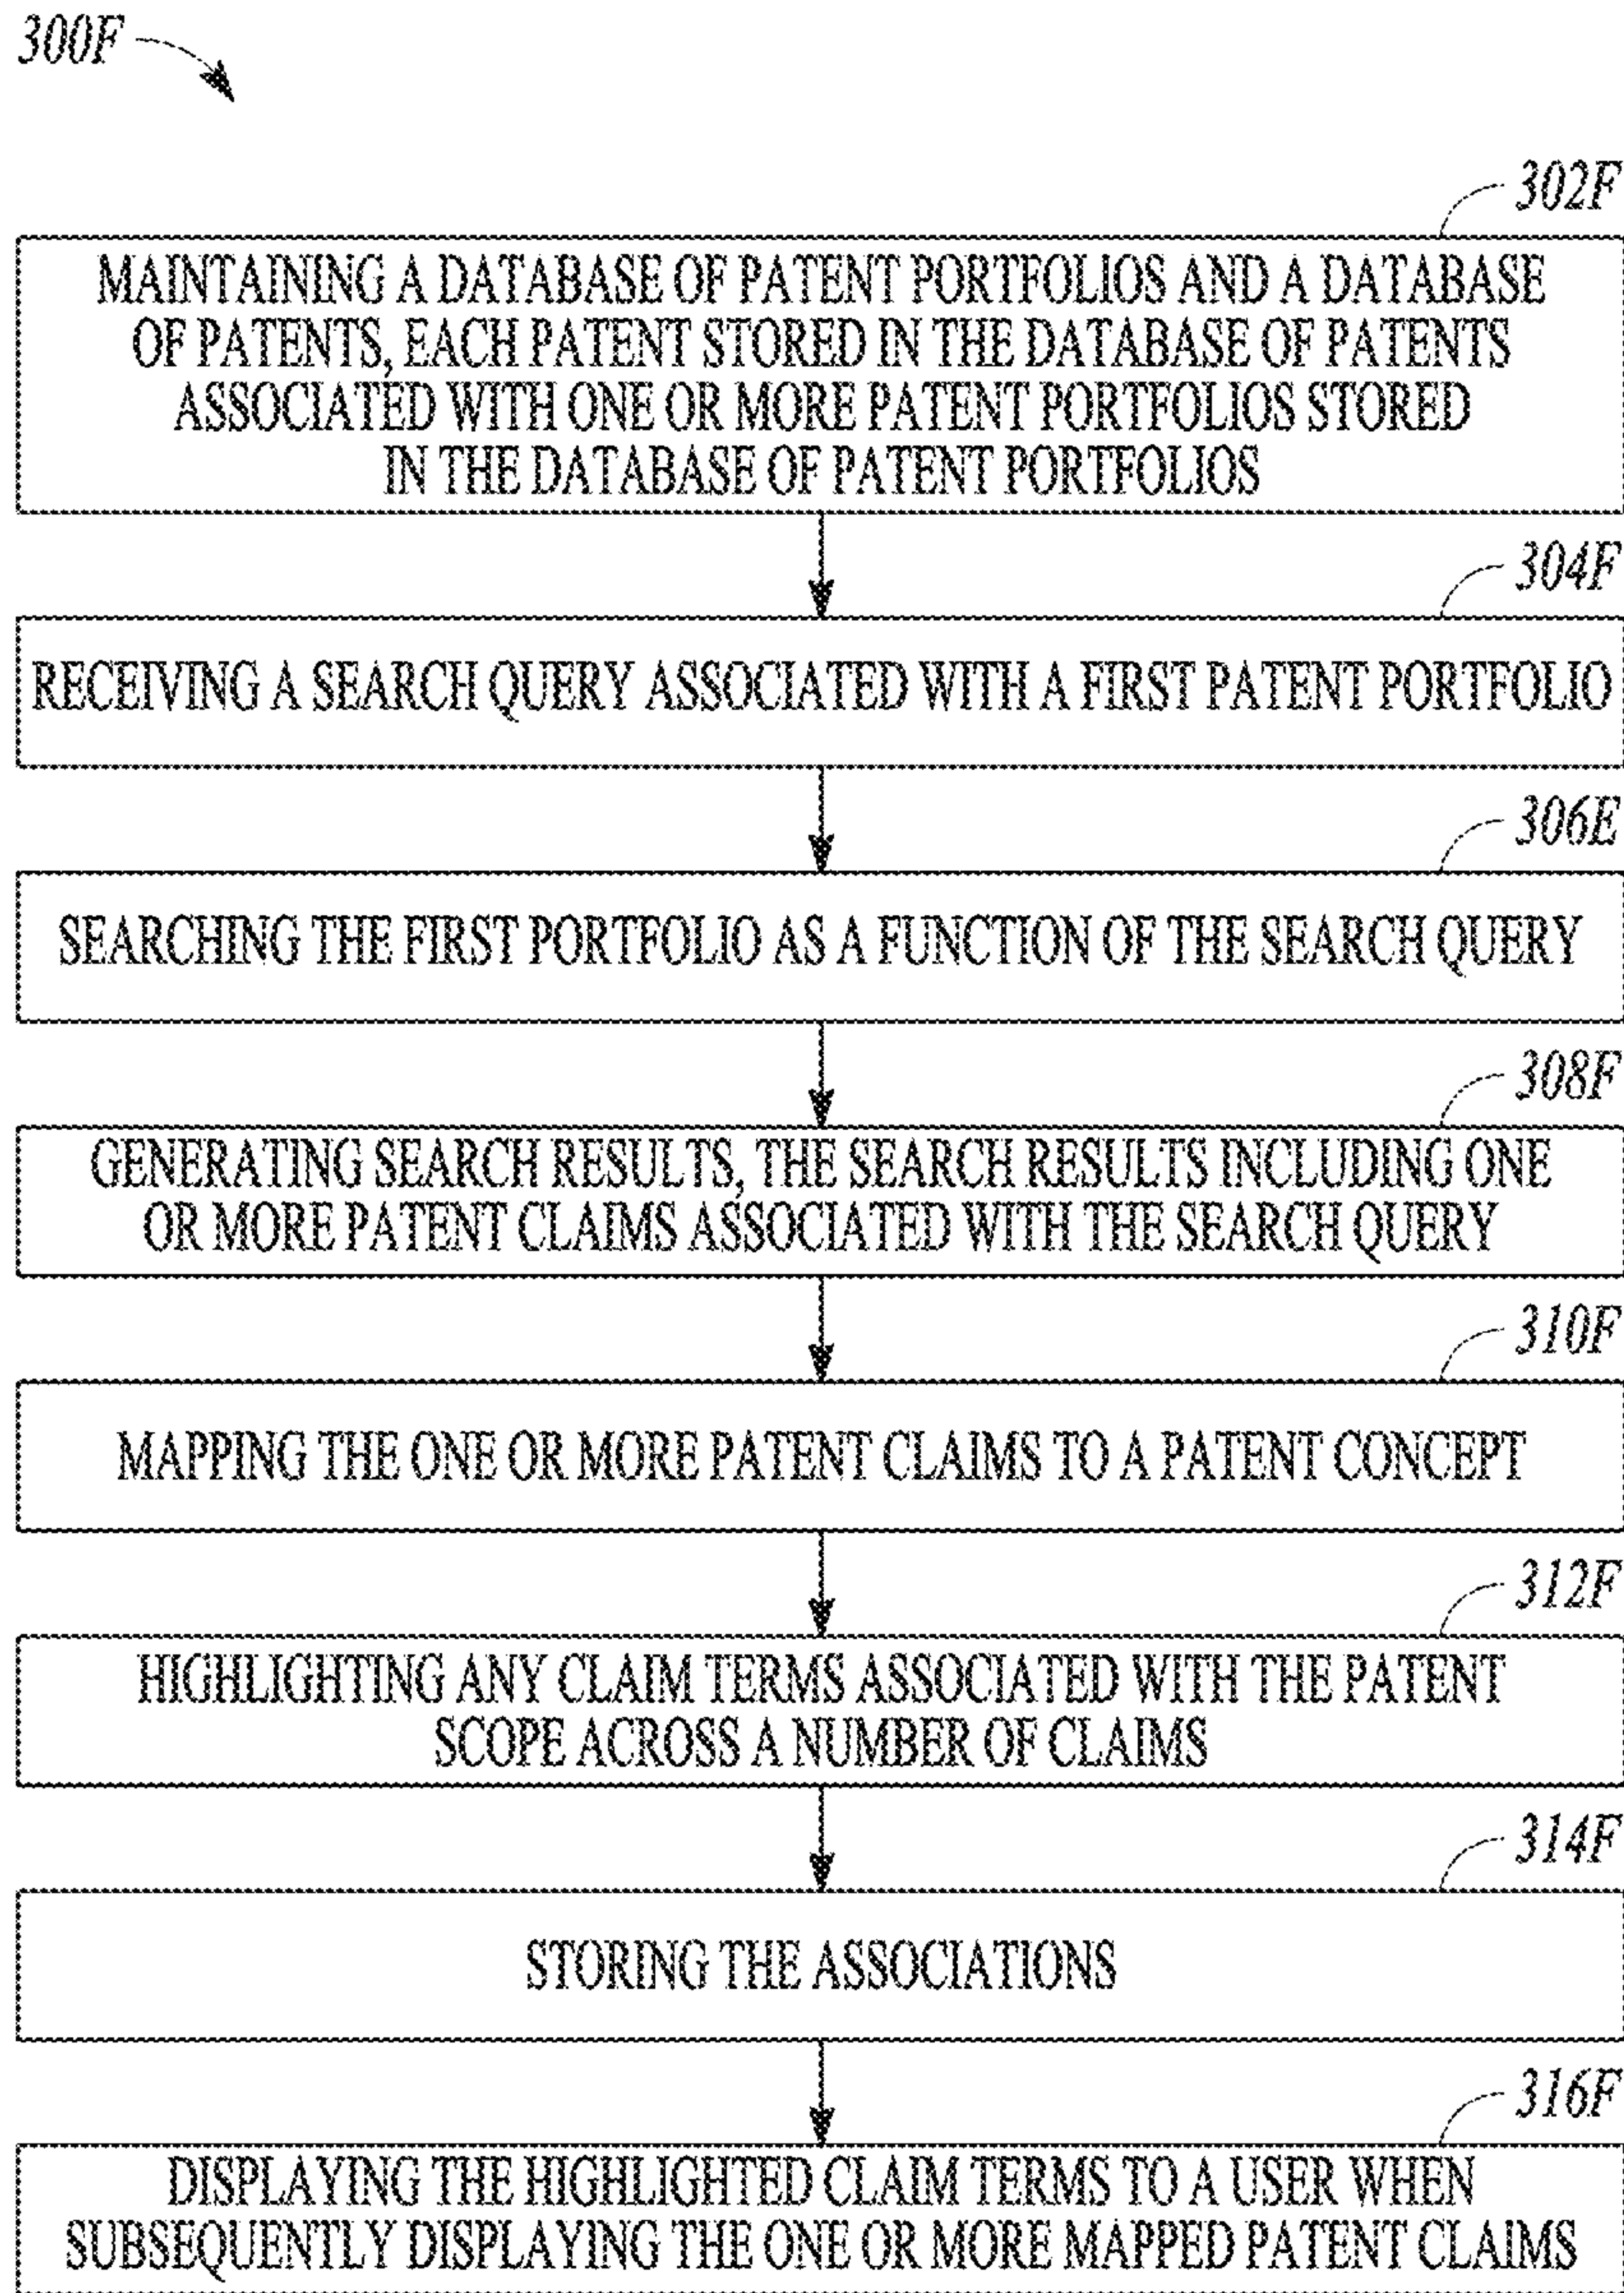 300F
302F
MAINTAINING A DATABASE OF PATENT PORTFOLIOS AND A DATABASE
OF PATENTS, EACH PATENT STORED IN THE DATABASE OF PATENTS
ASSOCIATED WITH ONE OR MORE PATENT PORTFOLIOS STORED
IN THE DATABASE OF PATENT PORTFOLIOS
304F
RECEIVING A SEARCH QUERY ASSOCIATED WITH A FIRST PATENT PORTFOLIO
306E
SEARCHING THE FIRST PORTFOLIO AS A FUNCTION OF THE SEARCH QUERY
308F
GENERATING SEARCH RESULTS, THE SEARCH RESULTS INCLUDING ONE
OR MORE PATENT CLAIMS ASSOCIATED WITH THE SEARCH QUERY
310F
MAPPING THE ONE OR MORE PATENT CLAIMS TO A PATENT CONCEPT
312F
HIGHLIGHTING ANY CLAIM TERMS ASSOCIATED WITH THE PATENT
SCOPE ACROSS A NUMBER OF CLAIMS
314F
STORING THE ASSOCIATIONS
316F
DISPLAYING THE HIGHLIGHTED CLAIM TERMS TO A USER WHEN
SUBSEQUENTLY DISPLAYING THE ONE OR MORE MAPPED PATENT CLAIMS